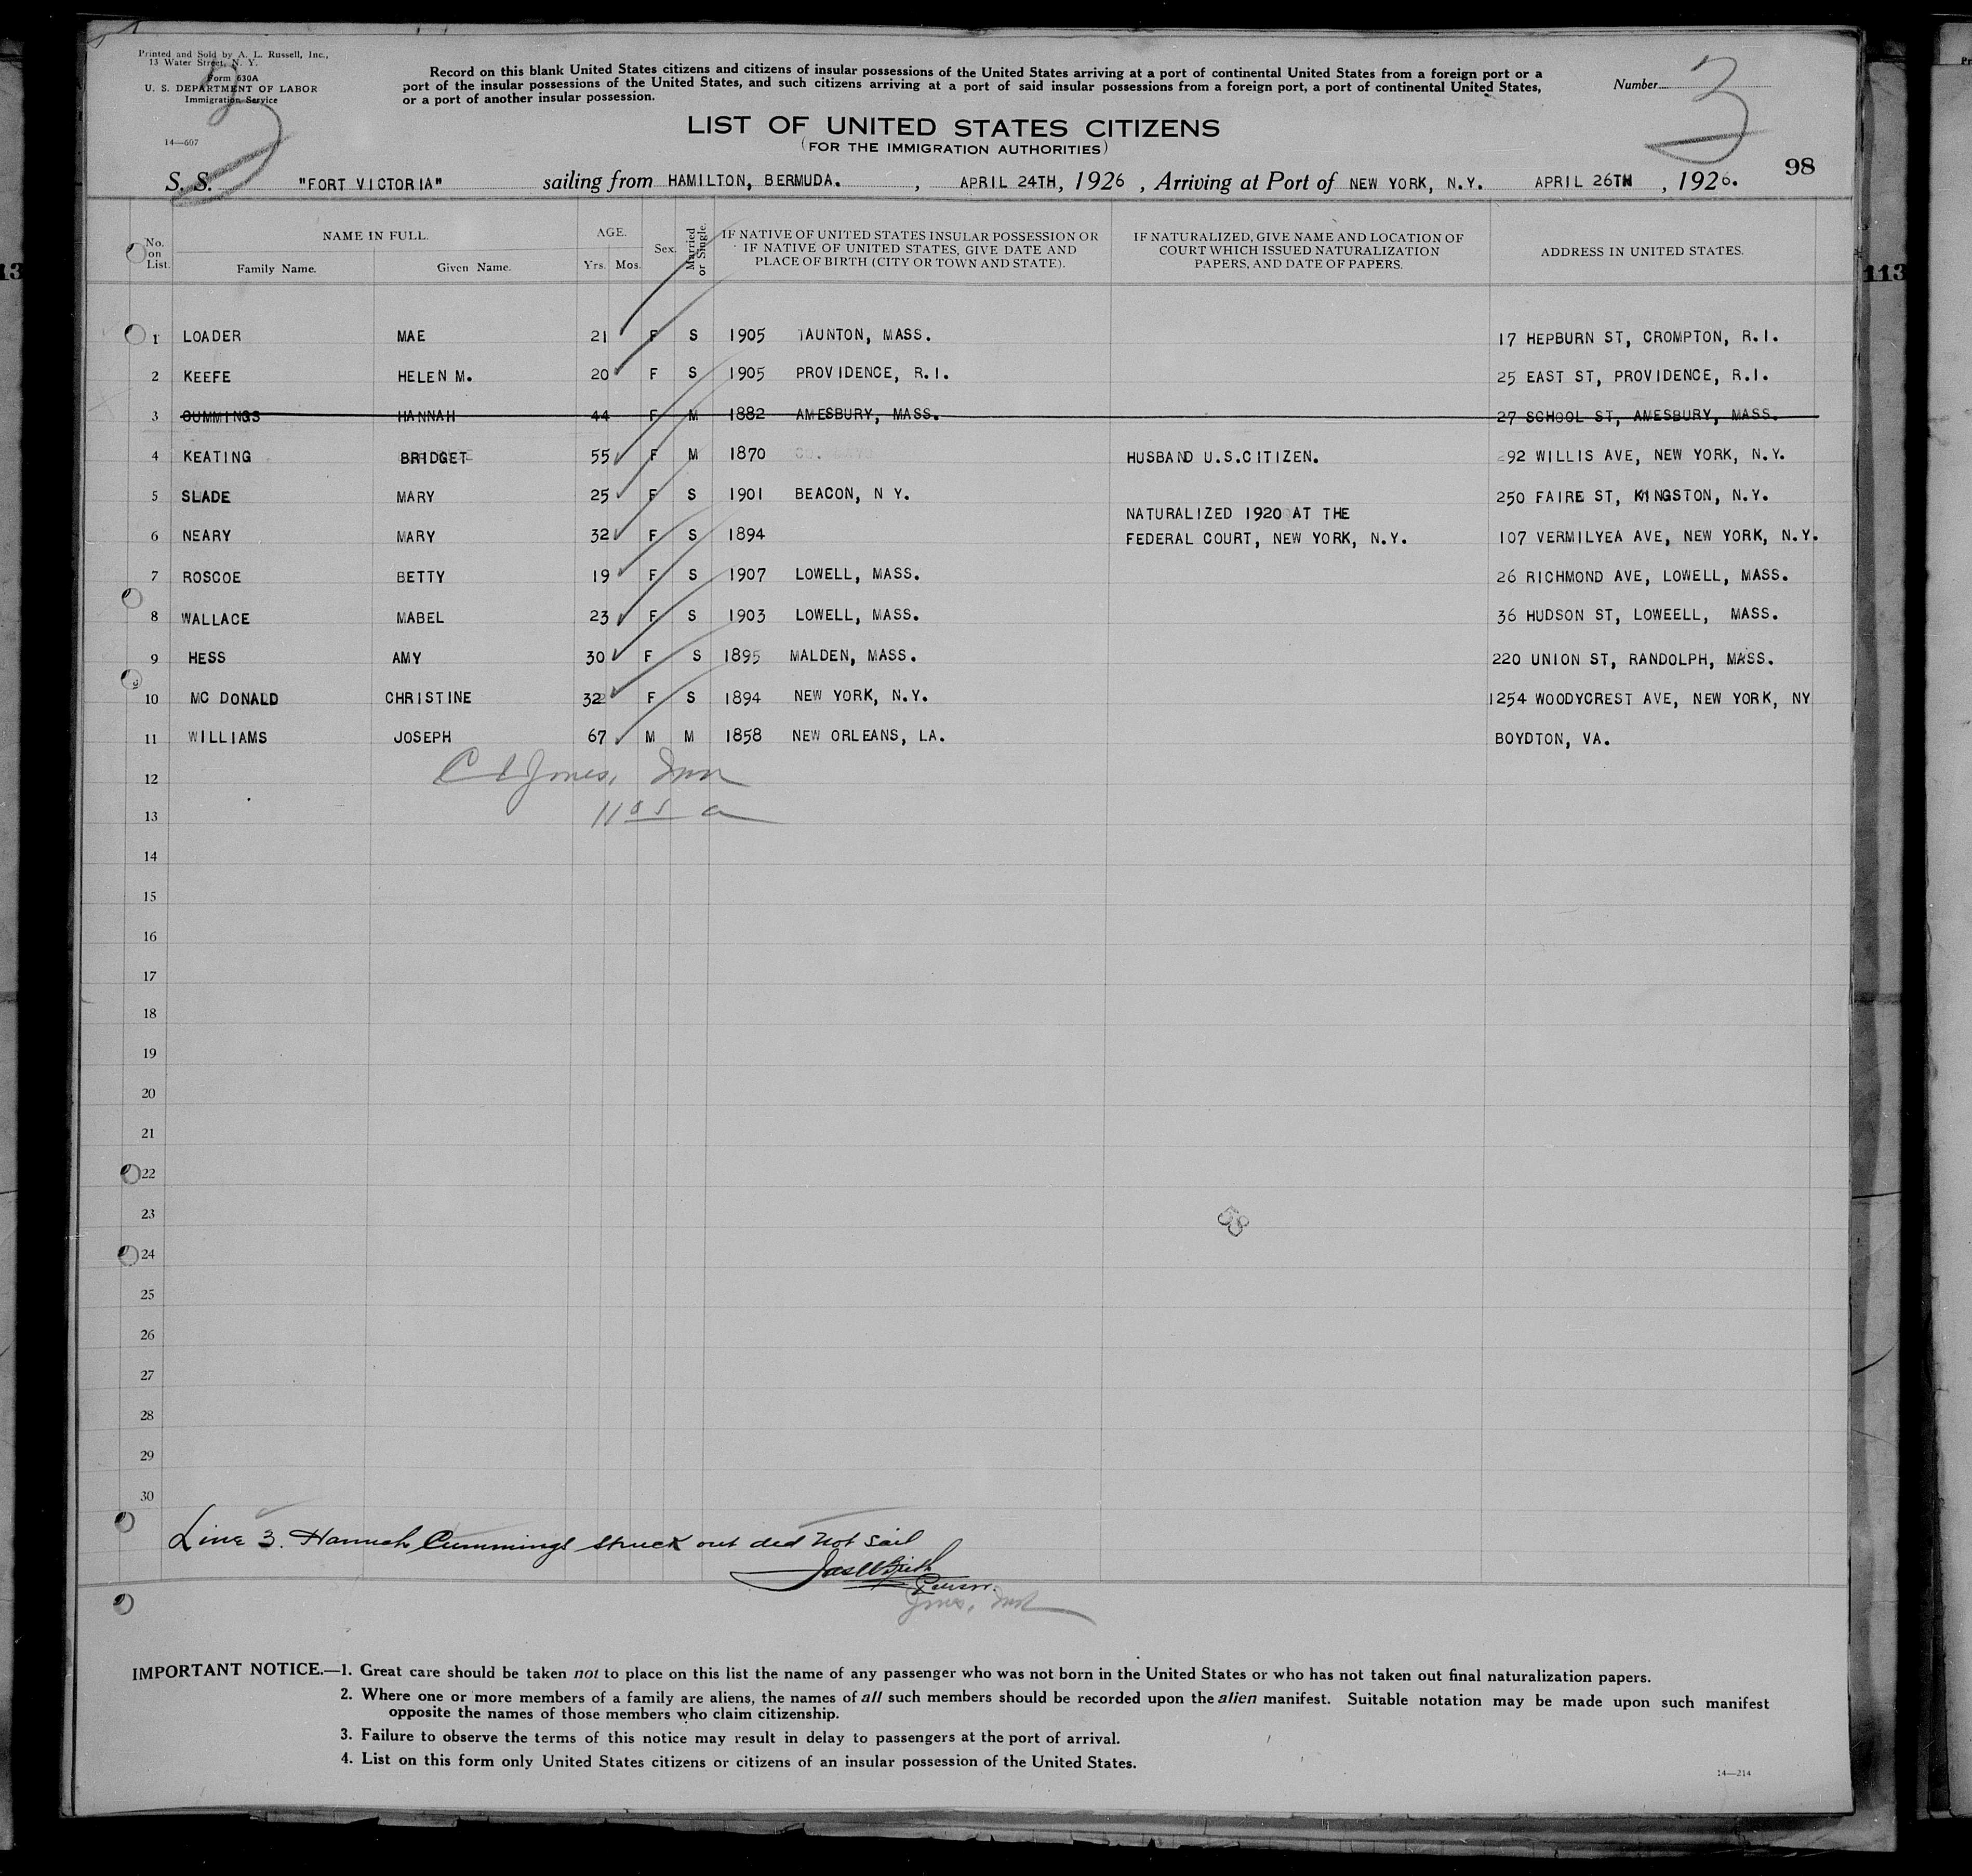 Printed and Sold by A. L. Russell, Inc.,
13 Water Street, N. Y.
Form 630A
U. S. DEPARTMENT OF LABOR
Immigration Service
14—607
Record on this blank United States citizens and citizens of insular possessions of the United States arriving at a port of continental United States from a foreign port or a
port of the insular possessions of the United States, and such citizens arriving at a port of said insular possessions from a foreign port, a port of continental United States,
or a port of another insular possession.
Number 3
3
LIST OF UNITED STATES CITIZENS
(FOR THE IMMIGRATION AUTHORITIES)
98
S. S. "FORT VICTORIA" sailing from HAMILTON, BERMUDA. , APRIL 24TH, 1926 , Arriving at Port of NEW YORK, N.Y. APRIL 26TH , 1926.
No. on List. NAME IN FULL. Family Name. Given Name. AGE. Yrs. Mos. Sex. Married or Single. IF NATIVE OF UNITED STATES INSULAR POSSESSION OR IF NATIVE OF UNITED STATES, GIVE DATE AND PLACE OF BIRTH (CITY OR TOWN AND STATE). IF NATURALIZED, GIVE NAME AND LOCATION OF COURT WHICH ISSUED NATURALIZATION PAPERS, AND DATE OF PAPERS. ADDRESS IN UNITED STATES.
113
1 LOADER MAE 21 F S 1905 TAUNTON, MASS. 17 HEPBURN ST, CROMPTON, R.I.
2 KEEFE HELEN M. 20 F S 1905 PROVIDENCE, R.I. 25 EAST ST, PROVIDENCE, R.I.
3 CUMMINGS HANNAH 44 F M 1882 AMESBURY, MASS. 27 SCHOOL ST, AMESBURY, MASS.
4 KEATING BRIDGET 55 F M 1870 HUSBAND U.S.CITIZEN. 292 WILLIS AVE, NEW YORK, N.Y.
5 SLADE MARY 25 F S 1901 BEACON, N Y. 250 FAIRE ST, KINGSTON, N.Y.
6 NEARY MARY 32 F S 1894 NATURALIZED 1920 AT THE FEDERAL COURT, NEW YORK, N.Y. 107 VERMILYEA AVE, NEW YORK, N.Y.
7 ROSCOE BETTY 19 F S 1907 LOWELL, MASS. 26 RICHMOND AVE, LOWELL, MASS.
8 WALLACE MABEL 23 F S 1903 LOWELL, MASS. 36 HUDSON ST, LOWEELL, MASS.
9 HESS AMY 30 F S 1895 MALDEN, MASS. 220 UNION ST, RANDOLPH, MASS.
10 MC DONALD CHRISTINE 32 F S 1894 NEW YORK, N.Y. 1254 WOODYCREST AVE, NEW YORK, NY
11 WILLIAMS JOSEPH 67 M M 1858 NEW ORLEANS, LA. BOYDTON, VA.
12 Jones,
13
14
15
16
17
18
19
20
21
22
23
58
24
25
26
27
28
29
30
Line 3. Hannah Cummings struck out did not sail
Jones,
IMPORTANT NOTICE.—1. Great care should be taken not to place on this list the name of any passenger who was not born in the United States or who has not taken out final naturalization papers.
2. Where one or more members of a family are aliens, the names of all such members should be recorded upon the alien manifest. Suitable notation may be made upon such manifest
opposite the names of those members who claim citizenship.
3. Failure to observe the terms of this notice may result in delay to passengers at the port of arrival.
4. List on this form only United States citizens or citizens of an insular possession of the United States.
14—214